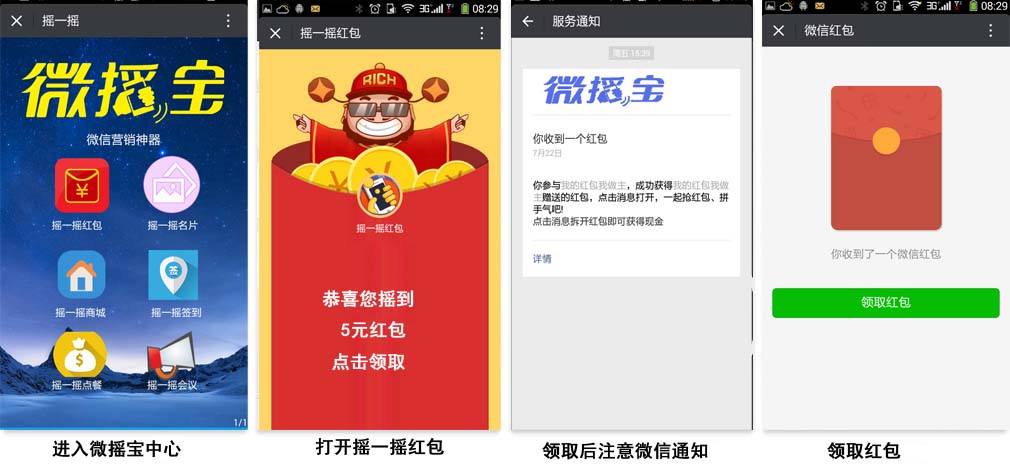 摇一摇
微摇宝
微信营销神器
摇一摇红包
摇一摇名片
摇一摇商城
签
摇一摇签到
摇一摇点餐
摇一摇会议
1/1
进入微摇宝中心
3G
08:29
摇一摇红包
RICH
摇一摇红包
恭喜您摇到
5元红包
点击领取
打开摇一摇红包
服务通知
周五 15:29
微摇宝
你收到一个红包
7月22日
你参与我的红包我做主，成功获得我的红包我做
主赠送的红包，点击消息打开，一起抢红包、拼
手气吧!
点击消息拆开红包即可获得现金
详情
领取后注意微信通知
3G
08:29
微信红包
你收到了一个微信红包
领取红包
领取红包